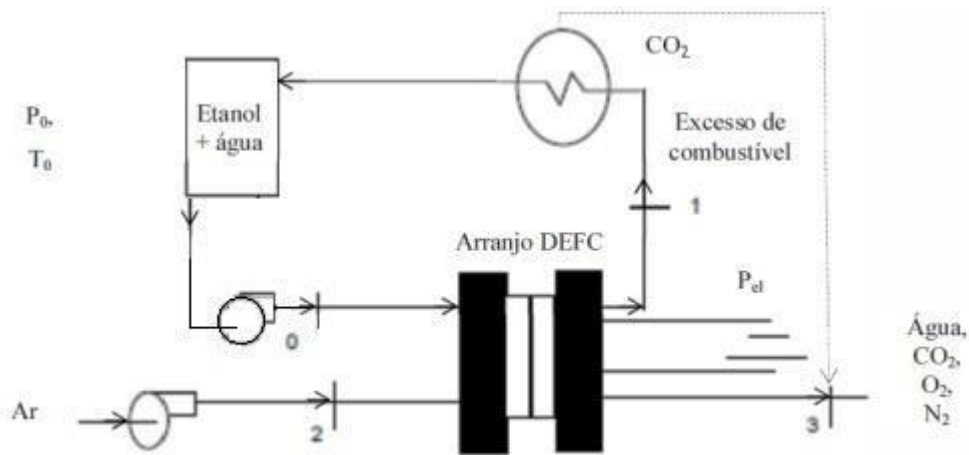 CO₂
Etanol
+ água
P₀,
T₀
Excesso de
combustível
1
Arranjo DEFC
Pₑₗ
0
Água,
CO₂,
O₂,
N₂
Ar
2
3